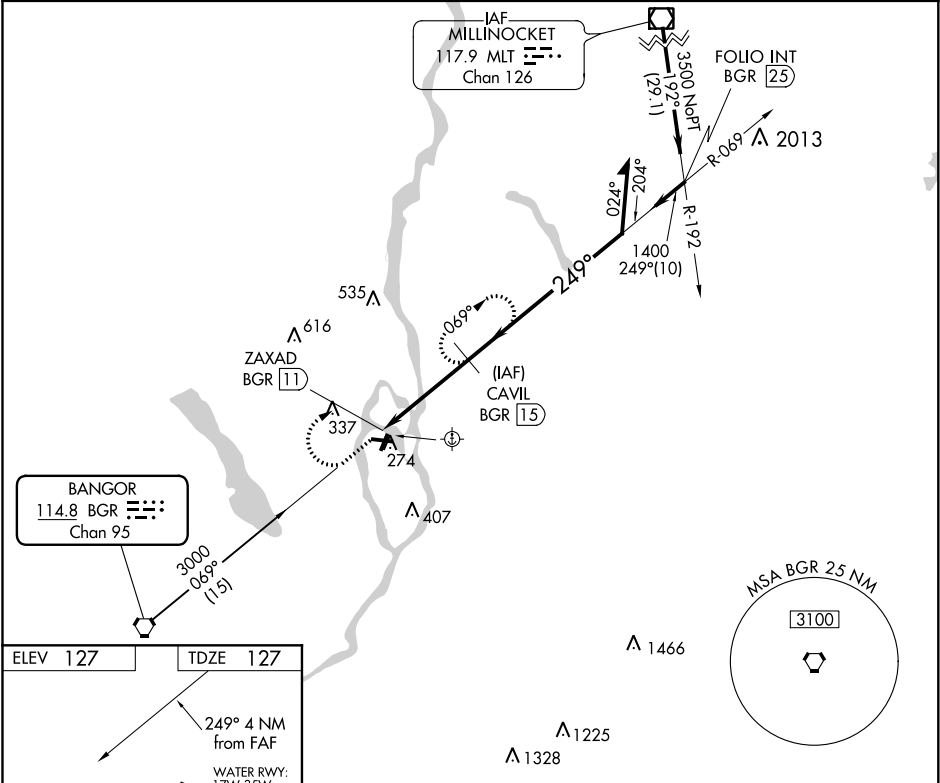 IAF
MILLINOCKET
117.9 MLT
Chan 126
3500 NoPT
192°
(29.1)
FOLIO INT
BGR 25
R-069
2013
024°
204°
R-192
1400
249°(10)
249°
535
616
069°
ZAXAD
BGR 11
(IAF)
CAVIL
BGR 15
337
274
407
BANGOR
114.8 BGR
Chan 95
3000
069°
(15)
MSA BGR 25 NM
3100
1466
1225
1328
ELEV 127
TDZE 127
249° 4 NM
from FAF
WATER RWY: